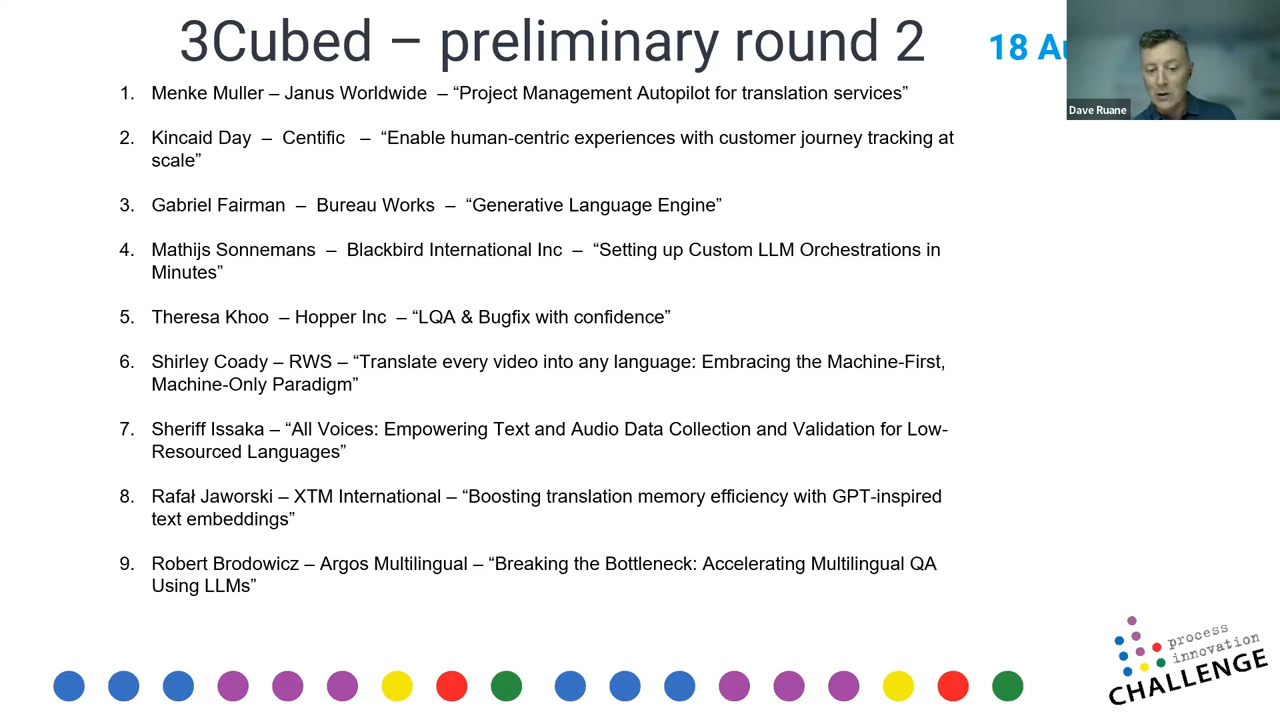 3Cubed – preliminary round 2
18 Au
Dave Ruane
1. Menke Muller – Janus Worldwide – “Project Management Autopilot for translation services”
2. Kincaid Day – Centific – “Enable human-centric experiences with customer journey tracking at
scale”
3. Gabriel Fairman – Bureau Works – “Generative Language Engine”
4. Mathijs Sonnemans – Blackbird International Inc – “Setting up Custom LLM Orchestrations in
Minutes”
5. Theresa Khoo – Hopper Inc – “LQA & Bugfix with confidence”
6. Shirley Coady – RWS – “Translate every video into any language: Embracing the Machine-First,
Machine-Only Paradigm”
7. Sheriff Issaka – “All Voices: Empowering Text and Audio Data Collection and Validation for Low-
Resourced Languages”
8. Rafał Jaworski – XTM International – “Boosting translation memory efficiency with GPT-inspired
text embeddings”
9. Robert Brodowicz – Argos Multilingual – “Breaking the Bottleneck: Accelerating Multilingual QA
Using LLMs”
process
innovation
CHALLENGE